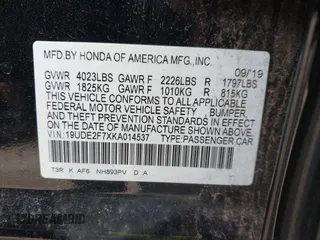 MFD.BY HONDA OF AMERICA MFG.,INC.
09/19
GVWR 4023LBS GAWR F 2226LBS R 1797LBS
GVWR 1825KG GAWR F 1010KG R 815KG
THIS VEHICLE CONFORMS TO ALL APPLICABLE
FEDERAL MOTOR VEHICLE SAFETY, BUMPER,
AND THEFT PREVENTION STANDARDS IN EFFECT
ON THE DATE OF MANUFACTURE SHOWN ABOVE.
VIN:19UDE2F7XKA014537 TYPE:PASSENGER CAR
T3R K AF6 NH893PV D A
DREAMBID